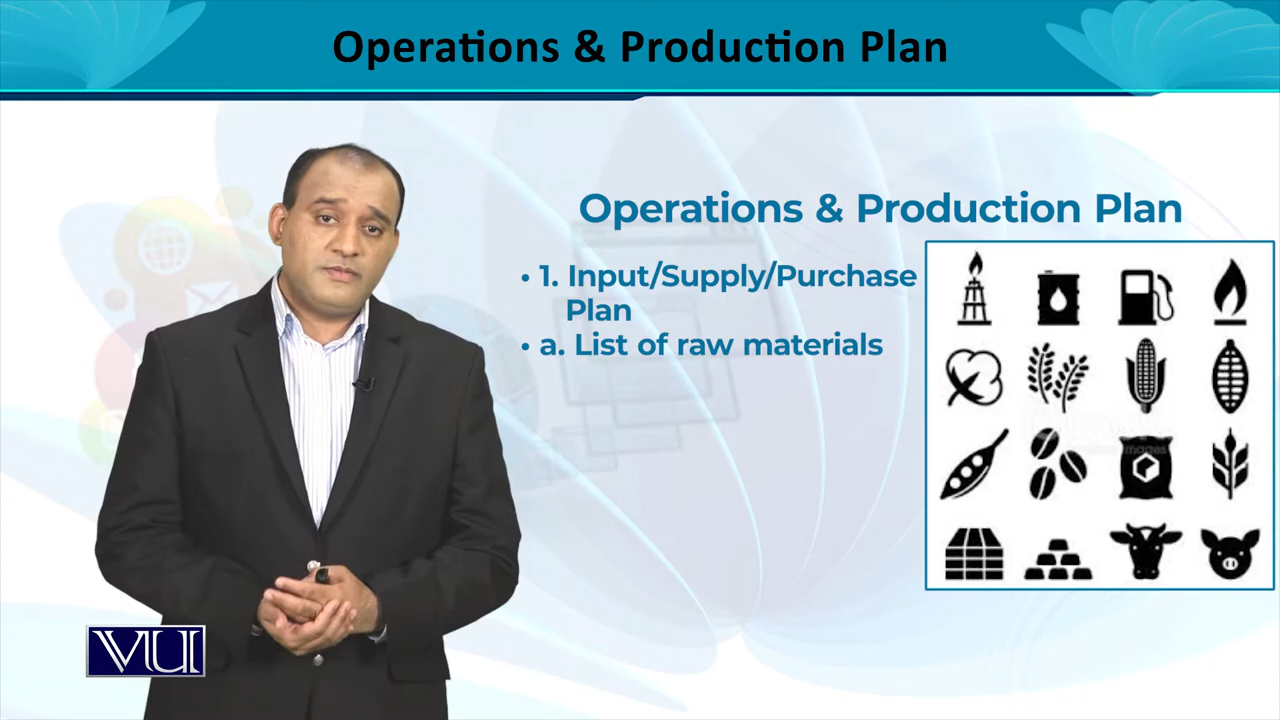 Operations & Production Plan
Operations & Production Plan
• 1. Input/Supply/Purchase
Plan
• a. List of raw materials
VU